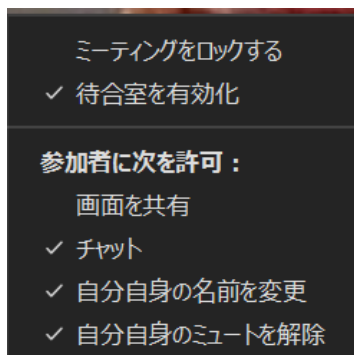 ミーティングをロックする
✓ 待合室を有効化
参加者に次を許可：
画面を共有
✓ チャット
✓ 自分自身の名前を変更
✓ 自分自身のミュートを解除